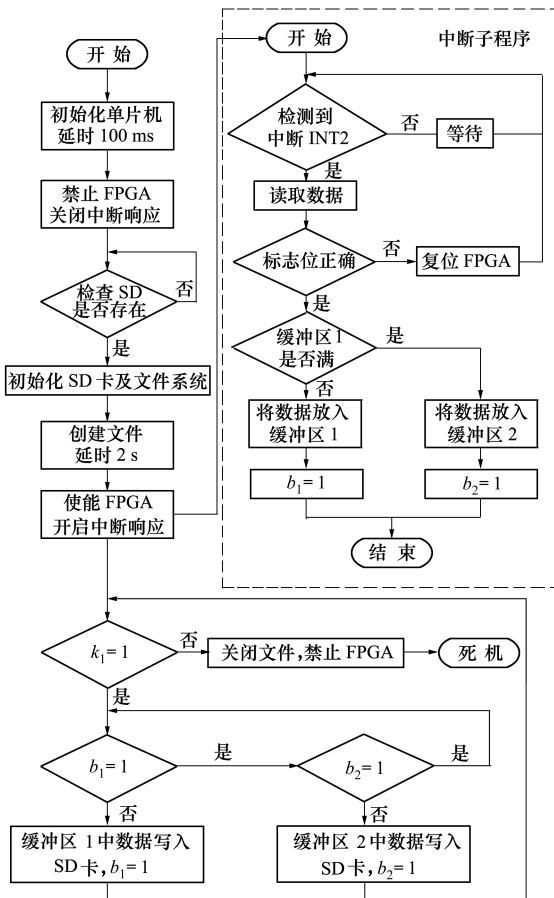 开 始
初始化单片机
延时 100 ms
禁止 FPGA
关闭中断响应
检查 SD
是否存在
否
是
初始化 SD 卡及文件系统
创建文件
延时 2 s
使能 FPGA
开启中断响应
中断子程序
开 始
检测到
中断 INT2
否
等待
是
读取数据
标志位正确
否
复位 FPGA
是
缓冲区 1
是否满
是
否
将数据放入
缓冲区 1
将数据放入
缓冲区 2
b₁= 1
b₂= 1
结 束
k₁= 1
否
关闭文件,禁止 FPGA
死 机
是
b₁= 1
是
b₂= 1
是
否
否
缓冲区 1 中数据写入
SD 卡, b₁= 1
缓冲区 2 中数据写入
SD 卡, b₂= 1